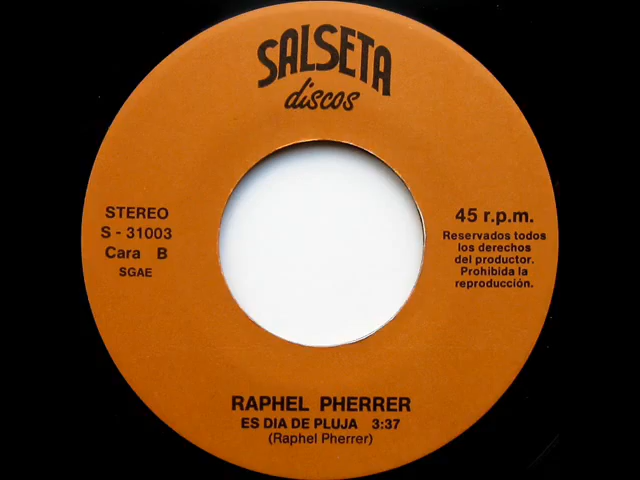 SALSETA
discos
STEREO
S - 31003
Cara B
SGAE
45 r.p.m.
Reservados todos
los derechos
del productor.
Prohibida la
reproducción.
RAPHEL PHERRER
ES DIA DE PLUJA 3:37
(Raphel Pherrer)